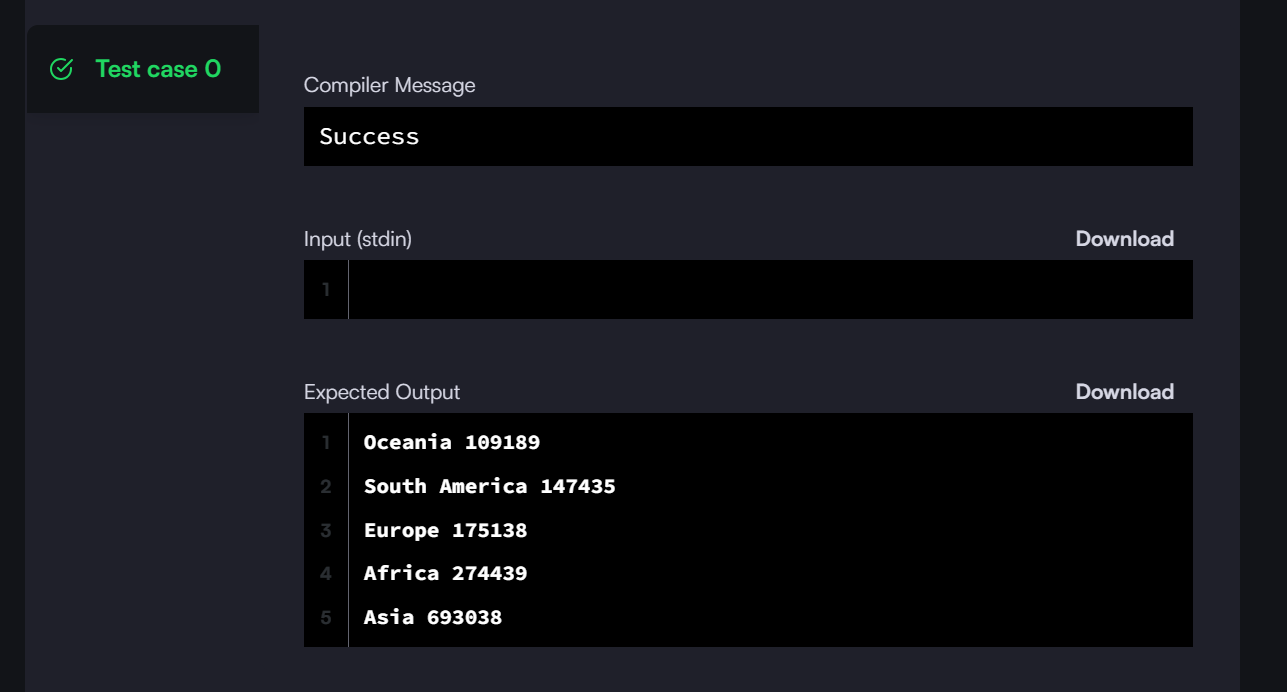 Test case 0
Compiler Message
Success
Input (stdin) Download
1
Expected Output Download
1 Oceania 109189
2 South America 147435
3 Europe 175138
4 Africa 274439
5 Asia 693038